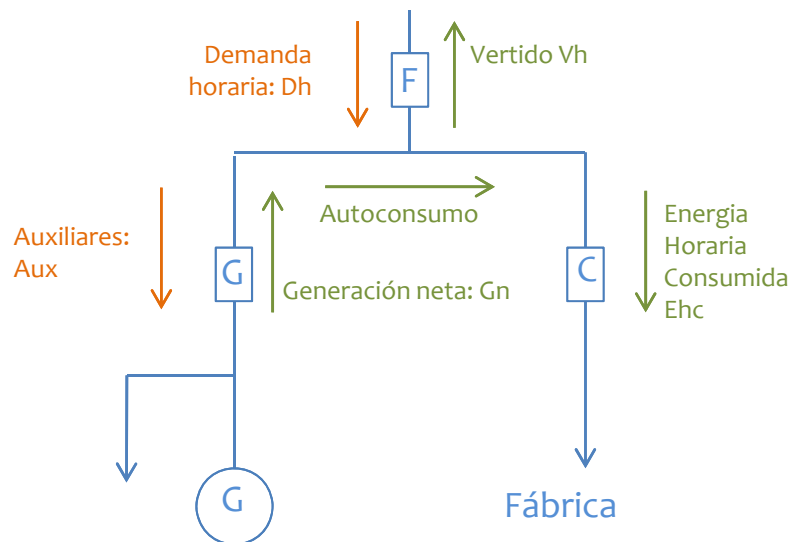 Demanda
horaria: Dh
F
Vertido Vh
Auxiliares:
Aux
G
Autoconsumo
Generación neta: Gn
C
Energia
Horaria
Consumida
Ehc
G
Fábrica